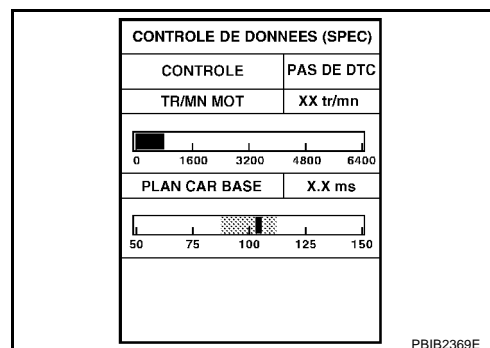 CONTROLE DE DONNEES (SPEC)
CONTROLE PAS DE DTC
TR/MN MOT XX tr/mn
0 1600 3200 4800 6400
PLAN CAR BASE X.X ms
50 75 100 125 150
PBIB2369E